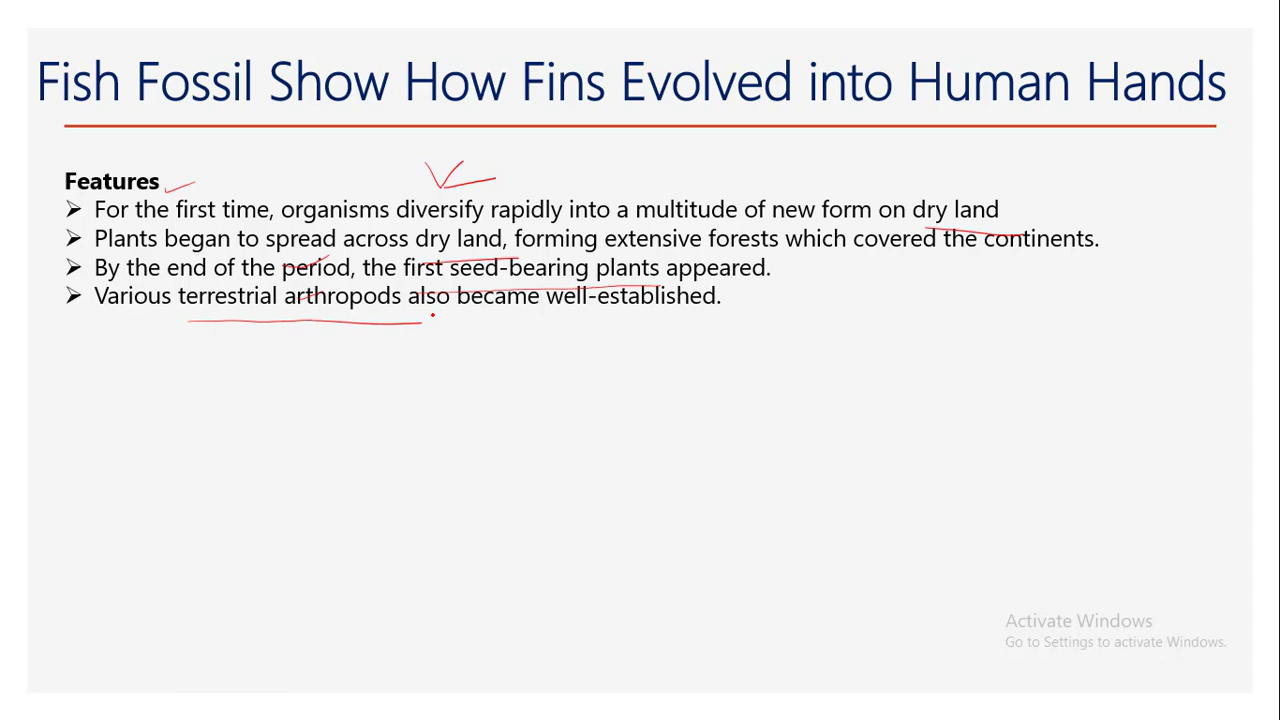 Fish Fossil Show How Fins Evolved into Human Hands
Features
➢ For the first time, organisms diversify rapidly into a multitude of new form on dry land
➢ Plants began to spread across dry land, forming extensive forests which covered the continents.
➢ By the end of the period, the first seed-bearing plants appeared.
➢ Various terrestrial arthropods also became well-established.
Activate Windows
Go to Settings to activate Windows.